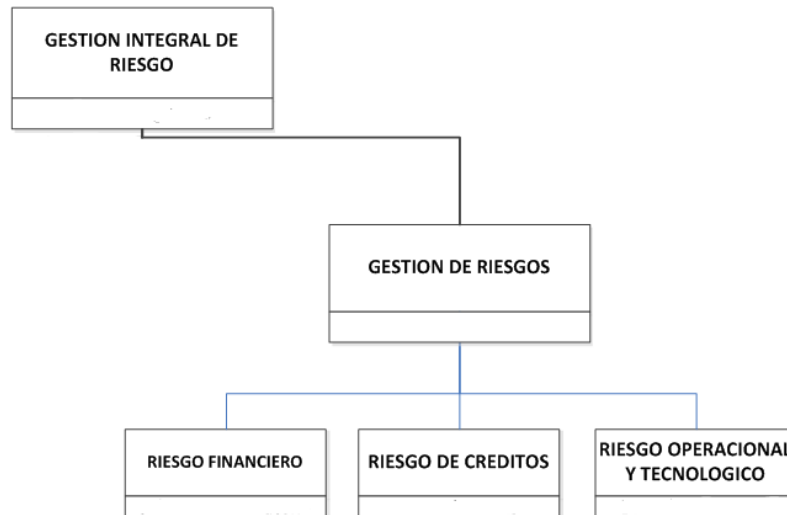 GESTION INTEGRAL DE
RIESGO
GESTION DE RIESGOS
RIESGO FINANCIERO
RIESGO DE CREDITOS
RIESGO OPERACIONAL
Y TECNOLOGICO